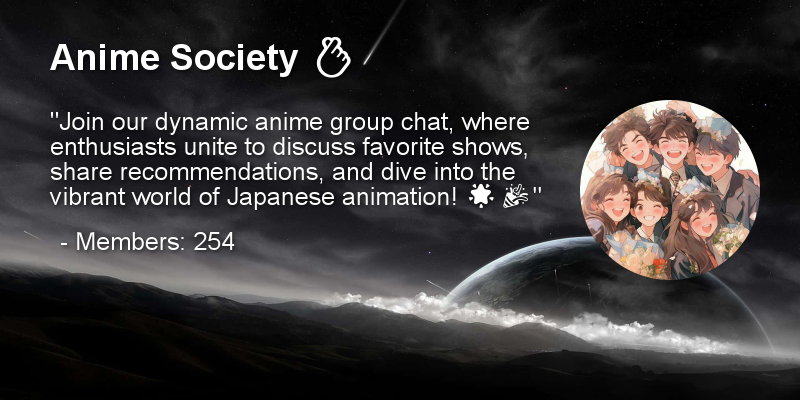 Anime Society 🫰
"Join our dynamic anime group chat, where
enthusiasts unite to discuss favorite shows,
share recommendations, and dive into the
vibrant world of Japanese animation! 🌟 🎉"
- Members: 254